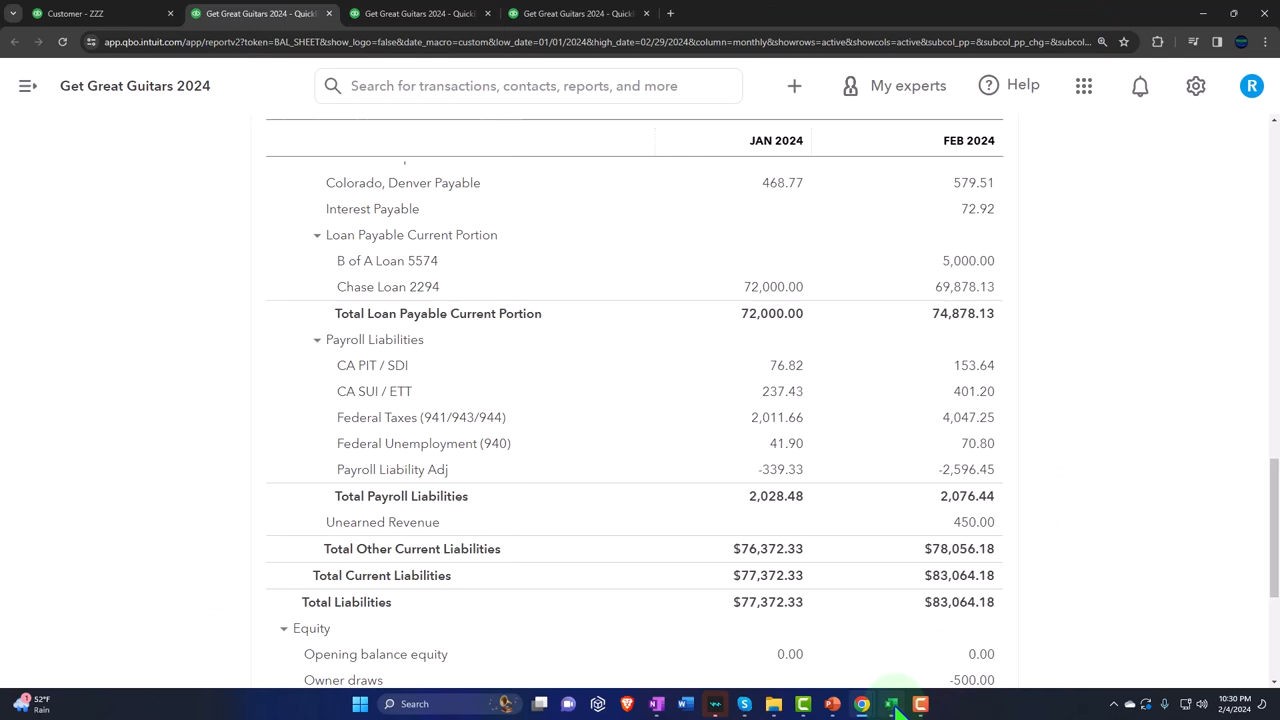 Customer - ZZZ
Get Great Guitars 2024 - Quick
Get Great Guitars 2024 - Quick
Get Great Guitars 2024 - Quick
app.qbo.intuit.com/app/reportv2?token=BAL_SHEET&show_logo=false&date_macro=custom&low_date=01/01/2024&high_date=02/29/2024&column=monthly&showrows=active&showcols=active&subcol_pp=&subcol_pp_chg=&subcol...
Get Great Guitars 2024
Search for transactions, contacts, reports, and more
My experts
Help
R
JAN 2024 FEB 2024
Colorado, Denver Payable 468.77 579.51
Interest Payable 72.92
Loan Payable Current Portion
B of A Loan 5574 5,000.00
Chase Loan 2294 72,000.00 69,878.13
Total Loan Payable Current Portion 72,000.00 74,878.13
Payroll Liabilities
CA PIT / SDI 76.82 153.64
CA SUI / ETT 237.43 401.20
Federal Taxes (941/943/944) 2,011.66 4,047.25
Federal Unemployment (940) 41.90 70.80
Payroll Liability Adj -339.33 -2,596.45
Total Payroll Liabilities 2,028.48 2,076.44
Unearned Revenue 450.00
Total Other Current Liabilities $76,372.33 $78,056.18
Total Current Liabilities $77,372.33 $83,064.18
Total Liabilities $77,372.33 $83,064.18
Equity
Opening balance equity 0.00 0.00
Owner draws -500.00
52°F
Rain
Search
10:30 PM
2/4/2024